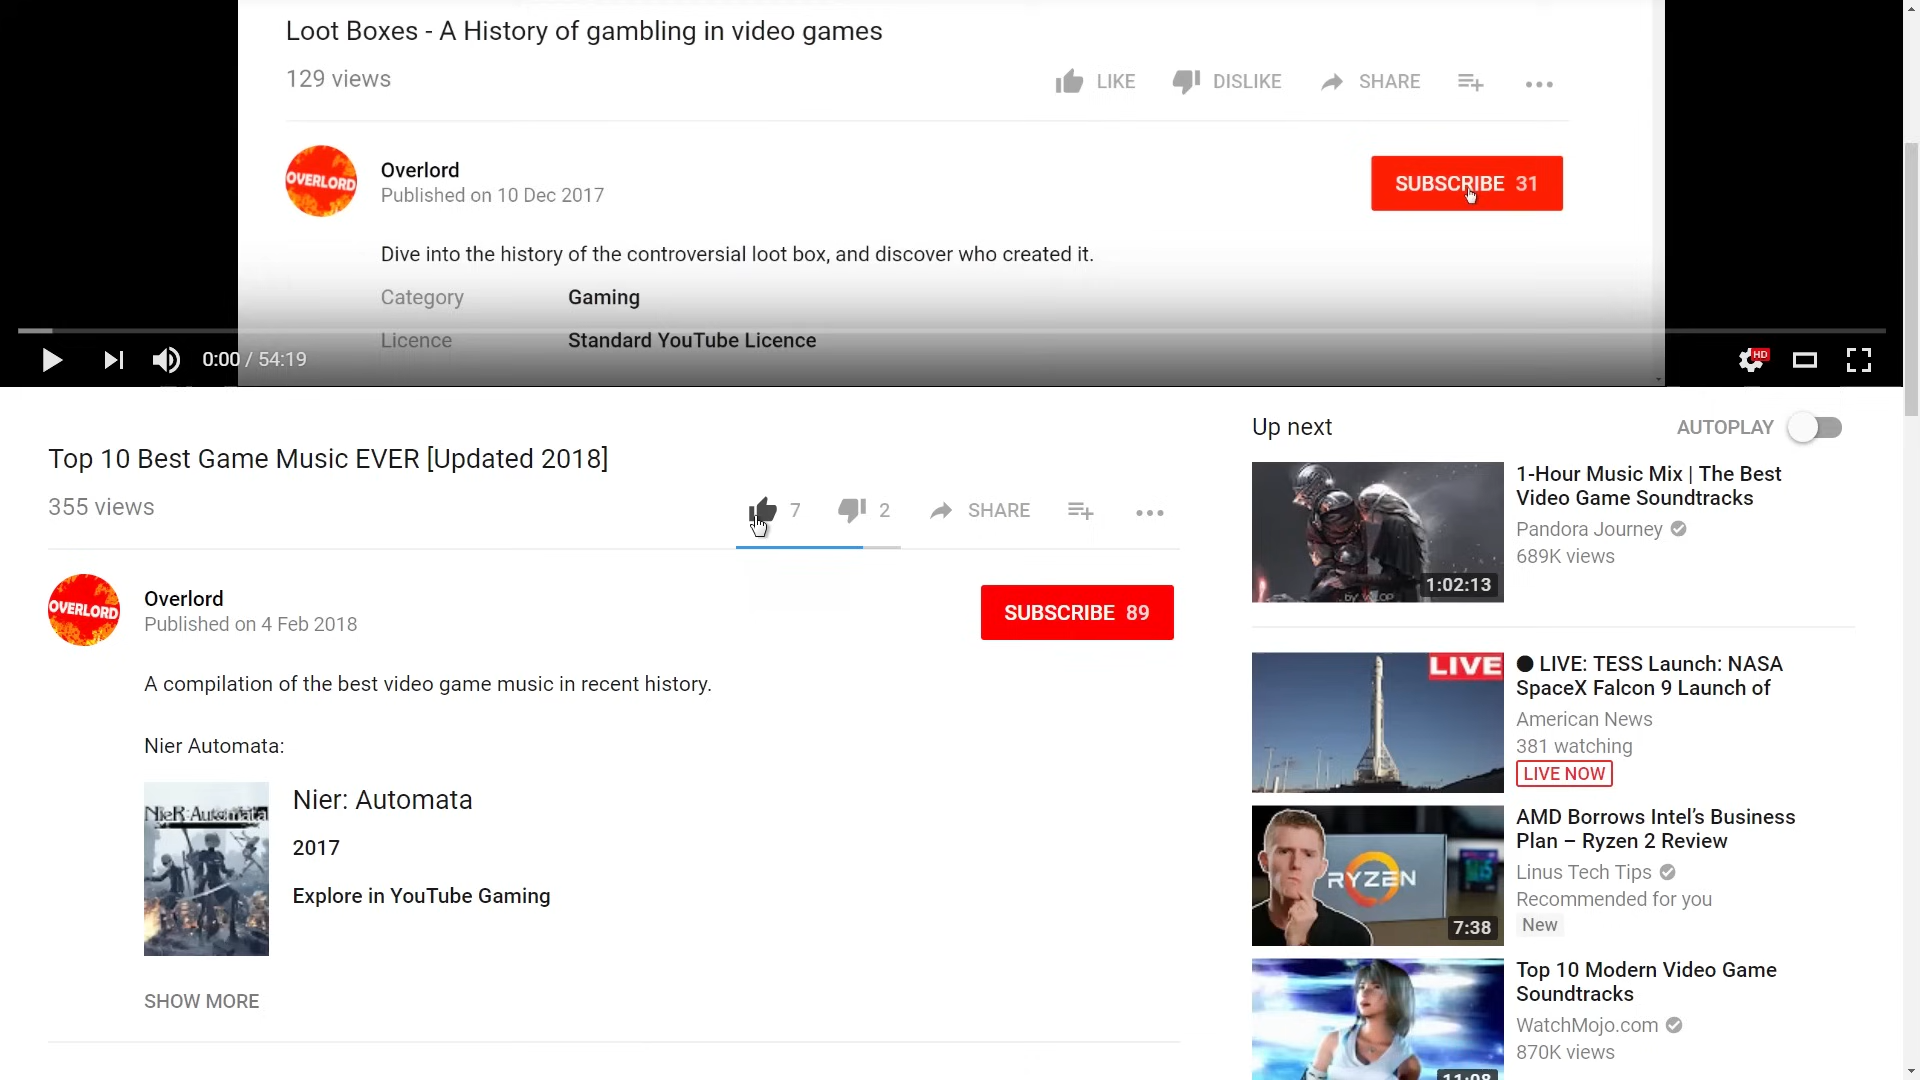 Loot Boxes - A History of gambling in video games
129 views
LIKE DISLIKE SHARE
OVERLORD
Overlord
Published on 10 Dec 2017
SUBSCRIBE 31
Dive into the history of the controversial loot box, and discover who created it.
Category Gaming
Licence Standard YouTube Licence
0:00 / 54:19
HD
Top 10 Best Game Music EVER [Updated 2018]
355 views
7 2 SHARE
OVERLORD
Overlord
Published on 4 Feb 2018
SUBSCRIBE 89
A compilation of the best video game music in recent history.
Nier Automata:
NieR:Automata
Nier: Automata
2017
Explore in YouTube Gaming
SHOW MORE
Up next
AUTOPLAY
by WLOP
1:02:13
1-Hour Music Mix | The Best
Video Game Soundtracks
Pandora Journey
689K views
LIVE
LIVE: TESS Launch: NASA
SpaceX Falcon 9 Launch of
American News
381 watching
LIVE NOW
RYZEN
7:38
AMD Borrows Intel's Business
Plan – Ryzen 2 Review
Linus Tech Tips
Recommended for you
New
11:08
Top 10 Modern Video Game
Soundtracks
WatchMojo.com
870K views